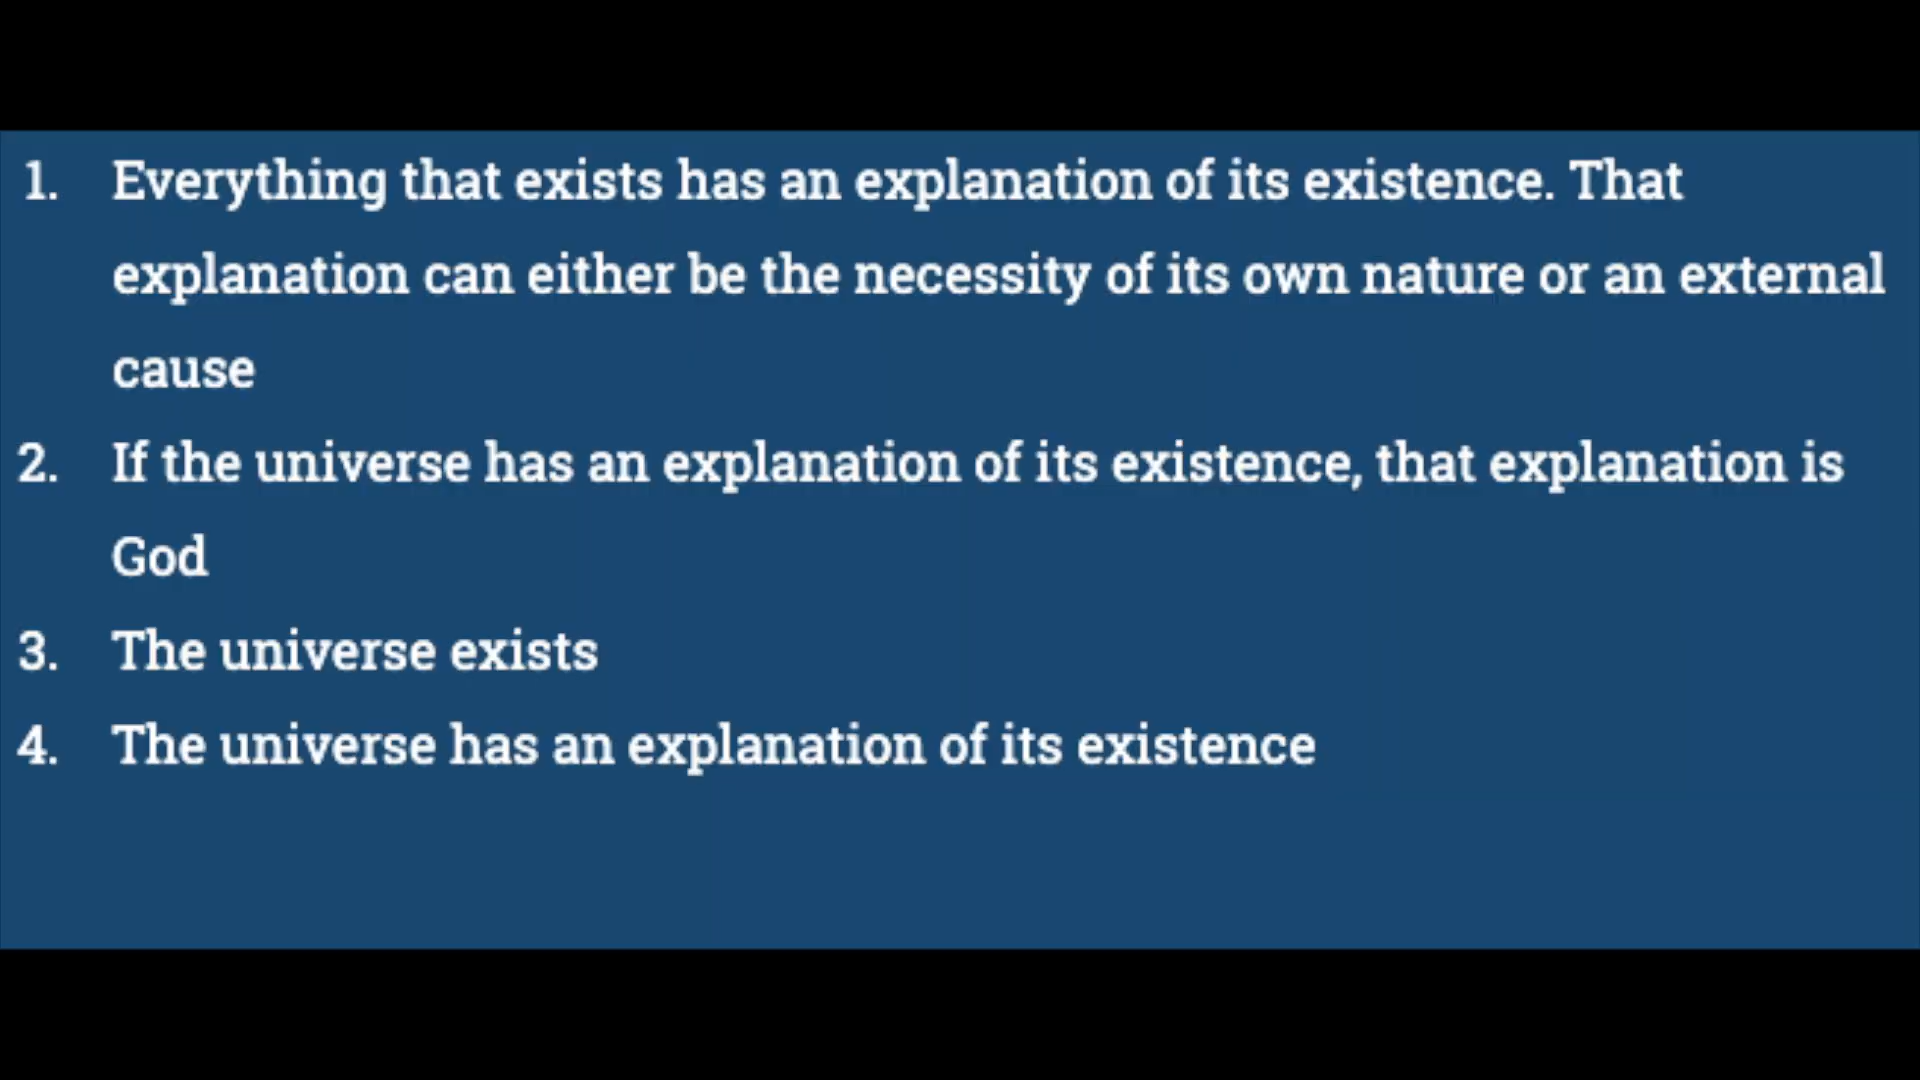 1. Everything that exists has an explanation of its existence. That
explanation can either be the necessity of its own nature or an external
cause
2. If the universe has an explanation of its existence, that explanation is
God
3. The universe exists
4. The universe has an explanation of its existence